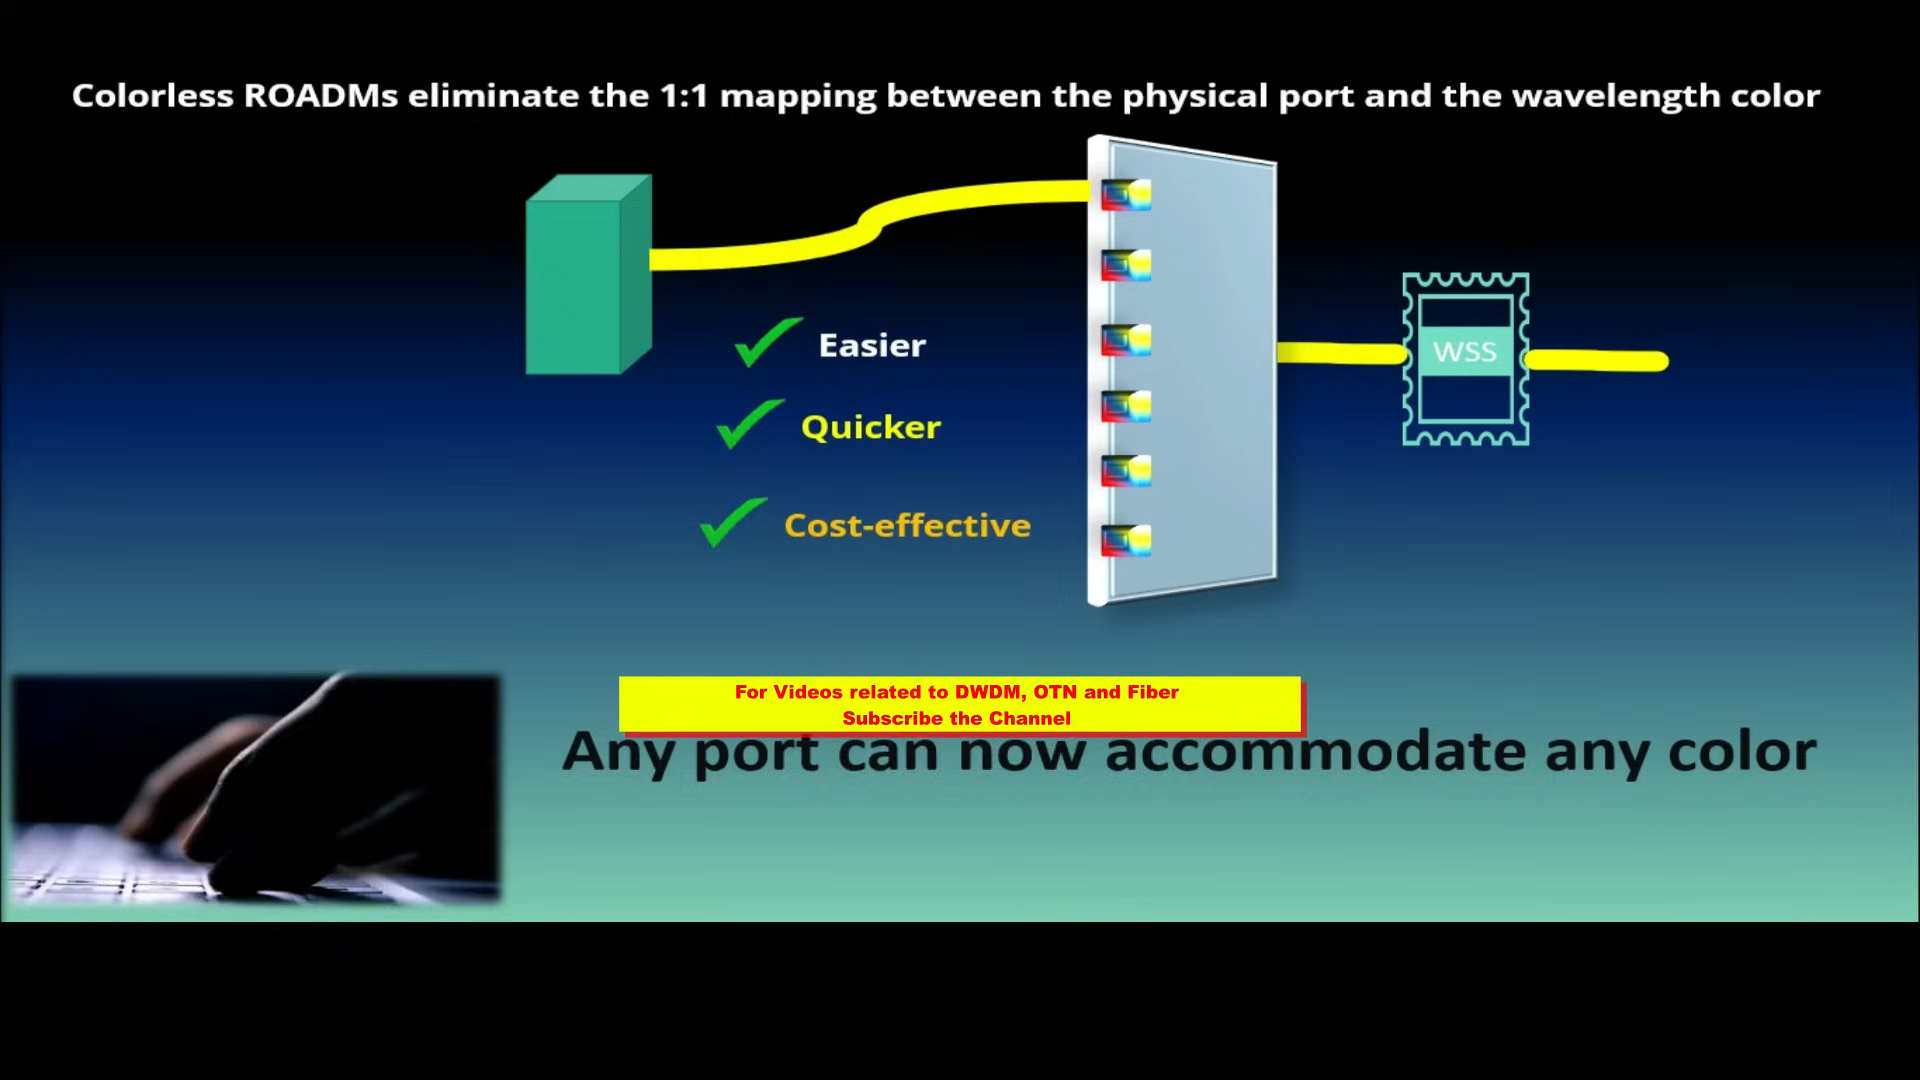 Colorless ROADMs eliminate the 1:1 mapping between the physical port and the wavelength color
Easier
WSS
Quicker
Cost-effective
For Videos related to DWDM, OTN and Fiber
Subscribe the Channel
Any port can now accommodate any color